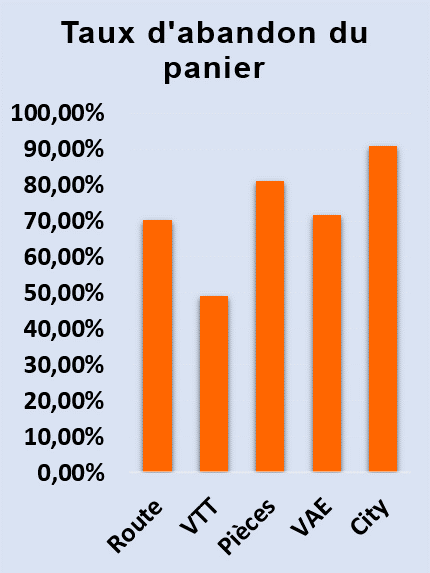 Taux d'abandon du
panier
100,00%
90,00%
80,00%
70,00%
60,00%
50,00%
40,00%
30,00%
20,00%
10,00%
0,00%
Route
VTT
Pièces
VAE
City